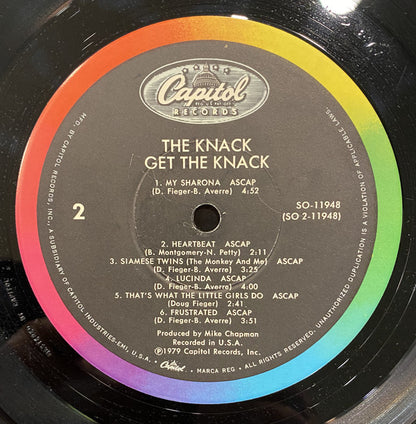 Capitol
RECORDS
THE KNACK
GET THE KNACK
1. MY SHARONA ASCAP
(D. Fieger-B. Averre) 4:52
2
SO-11948
(SO 2-11948)
2. HEARTBEAT ASCAP
(B. Montgomery-N. Petty) 2:11
3. SIAMESE TWINS (The Monkey And Me) ASCAP
(D. Fieger-B. Averre) 3:25
4. LUCINDA ASCAP
(D. Fieger-B. Averre) 4:00
5. THAT'S WHAT THE LITTLE GIRLS DO ASCAP
(Doug Fieger) 2:41
6. FRUSTRATED ASCAP
(D. Fieger-B. Averre) 3:51
Produced by Mike Chapman
Recorded in U.S.A.
Ⓟ1979 Capitol Records, Inc.
MFD. BY CAPITOL RECORDS, INC., A SUBSIDIARY OF CAPITOL INDUSTRIES-EMI, U.S.A. • U.S.A. Capitol MARCA REG. • ALL RIGHTS RESERVED. UNAUTHORIZED DUPLICATION IS A VIOLATION OF APPLICABLE LAWS.